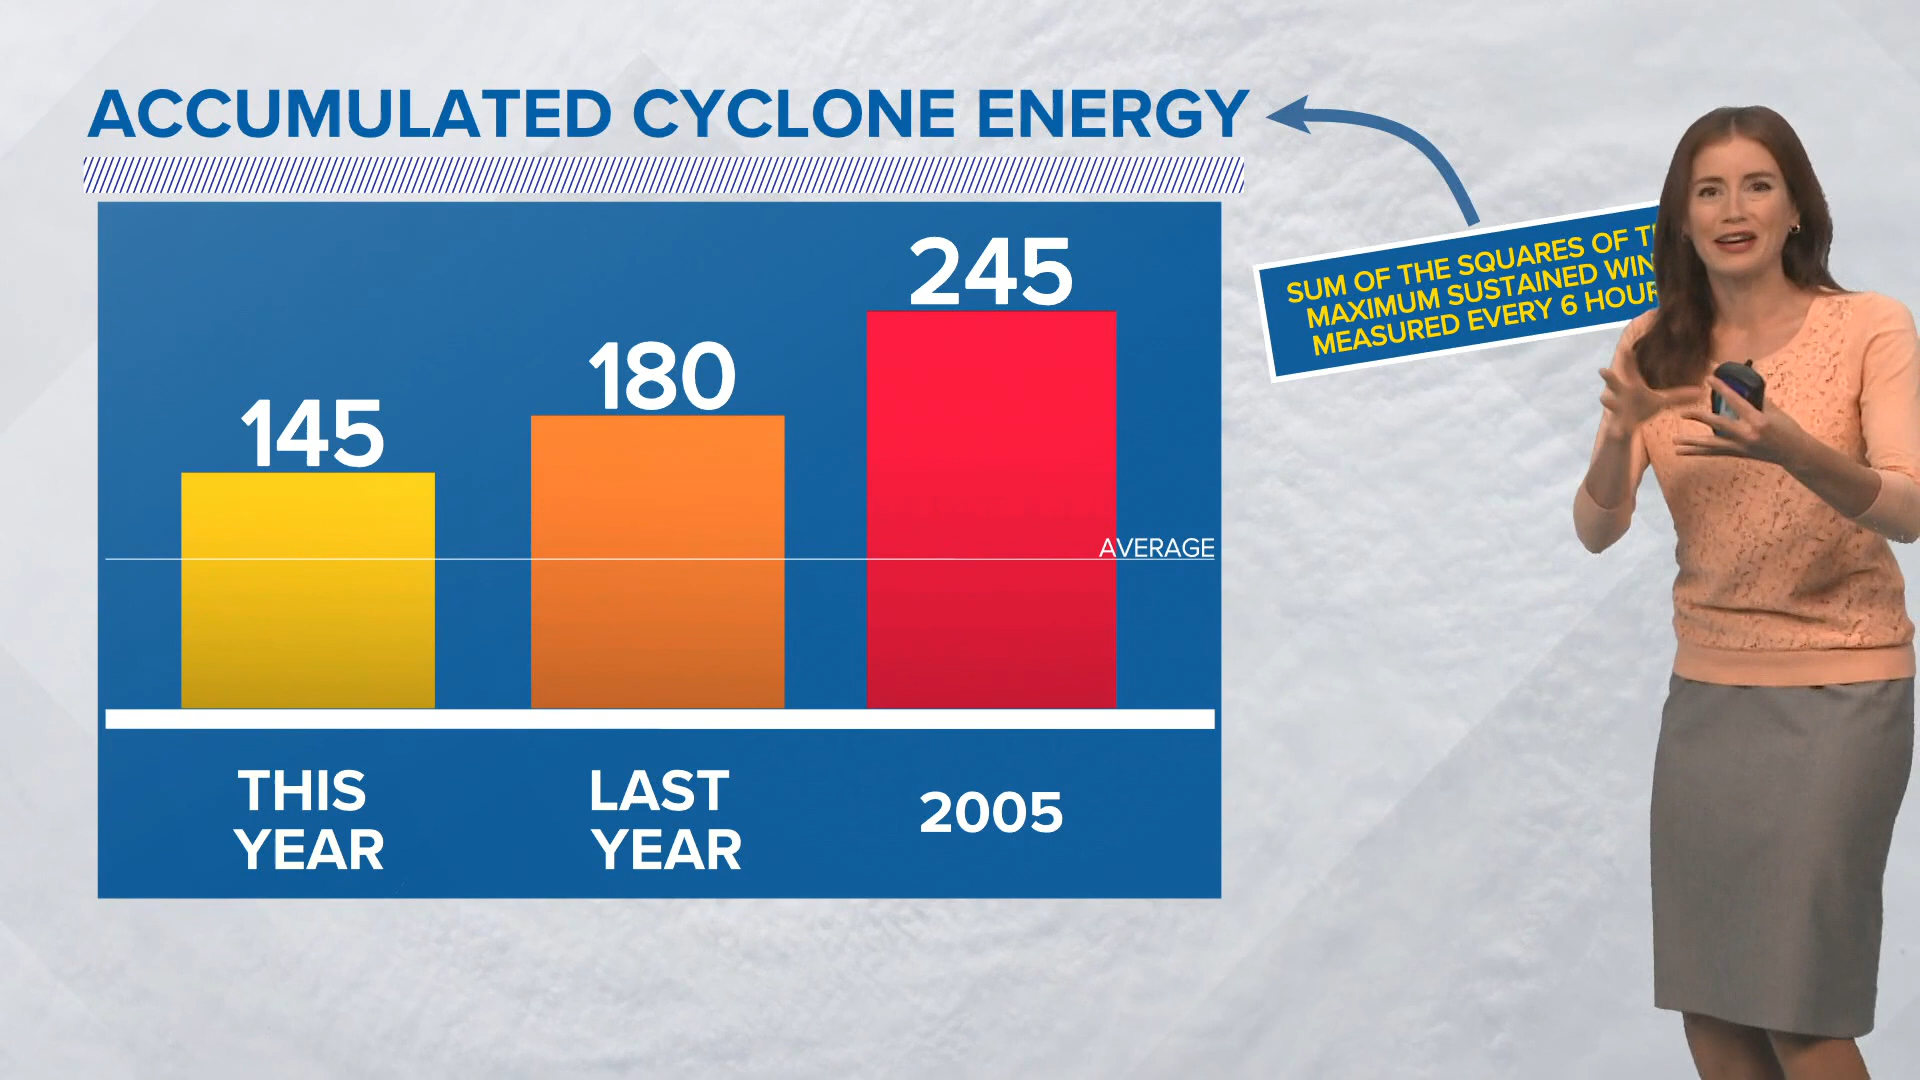 ACCUMULATED CYCLONE ENERGY
SUM OF THE SQUARES OF
MAXIMUM SUSTAINED
MEASURED EVERY 6
245
180
145
AVERAGE
THIS
YEAR
LAST
YEAR
2005